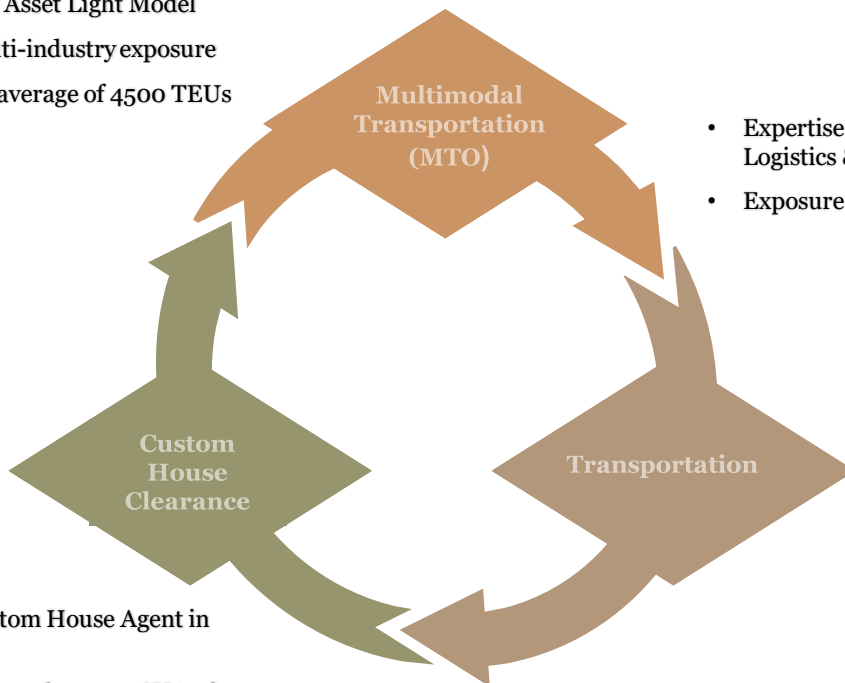 Asset Light Model
ti-industry exposure
average of 4500 TEUs
Multimodal
Transportation
(MTO)
• Expertise
Logistics &
• Exposure
Custom
House
Clearance
Transportation
tom House Agent in